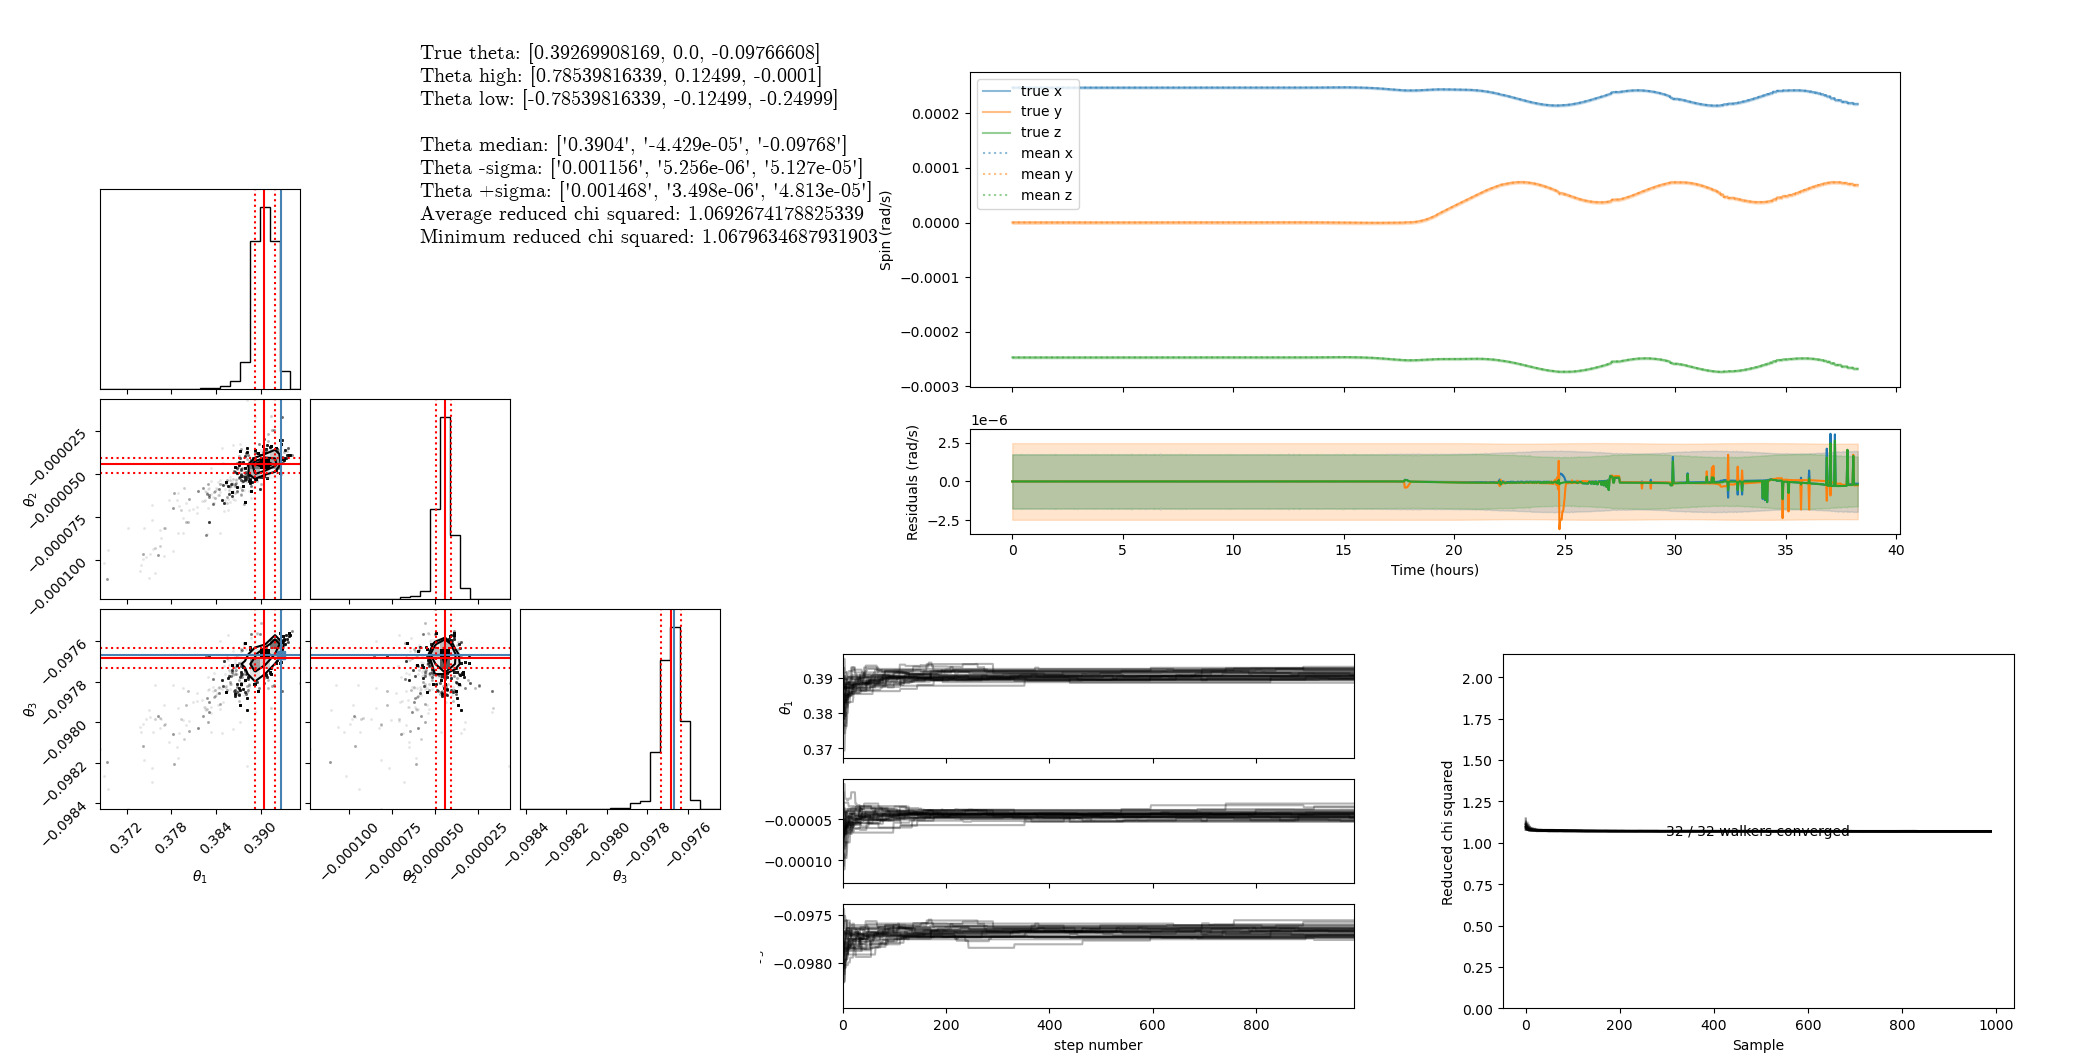 True theta: [0.39269908169, 0.0, -0.09766608]
Theta high: [0.78539816339, 0.12499, -0.0001]
Theta low: [-0.78539816339, -0.12499, -0.24999]
Theta median: ['0.3904', '-4.429e-05', '-0.09768']
Theta -sigma: ['0.001156', '5.256e-06', '5.127e-05']
Theta +sigma: ['0.001468', '3.498e-06', '4.813e-05']
Average reduced chi squared: 1.0692674178825339
Minimum reduced chi squared: 1.0679634687931903
θ2
−0.000025
−0.000050
−0.000075
−0.000100
θ3
−0.0976
−0.0978
−0.0980
−0.0982
−0.0984
0.372
0.378
0.384
0.390
θ1
−0.000100
−0.000075
−0.000050
−0.000025
θ2
−0.0984
−0.0982
−0.0980
−0.0978
−0.0976
θ3
true x
true y
true z
mean x
mean y
mean z
Spin (rad/s)
0.0002
0.0001
0.0000
−0.0001
−0.0002
−0.0003
1e−6
Residuals (rad/s)
2.5
0.0
−2.5
0
5
10
15
20
25
30
35
40
Time (hours)
θ1
0.39
0.38
0.37
−0.00005
−0.00010
−0.0975
−0.0980
0
200
400
600
800
step number
Reduced chi squared
2.00
1.75
1.50
1.25
1.00
0.75
0.50
0.25
0.00
32 / 32 walkers converged
0
200
400
600
800
1000
Sample